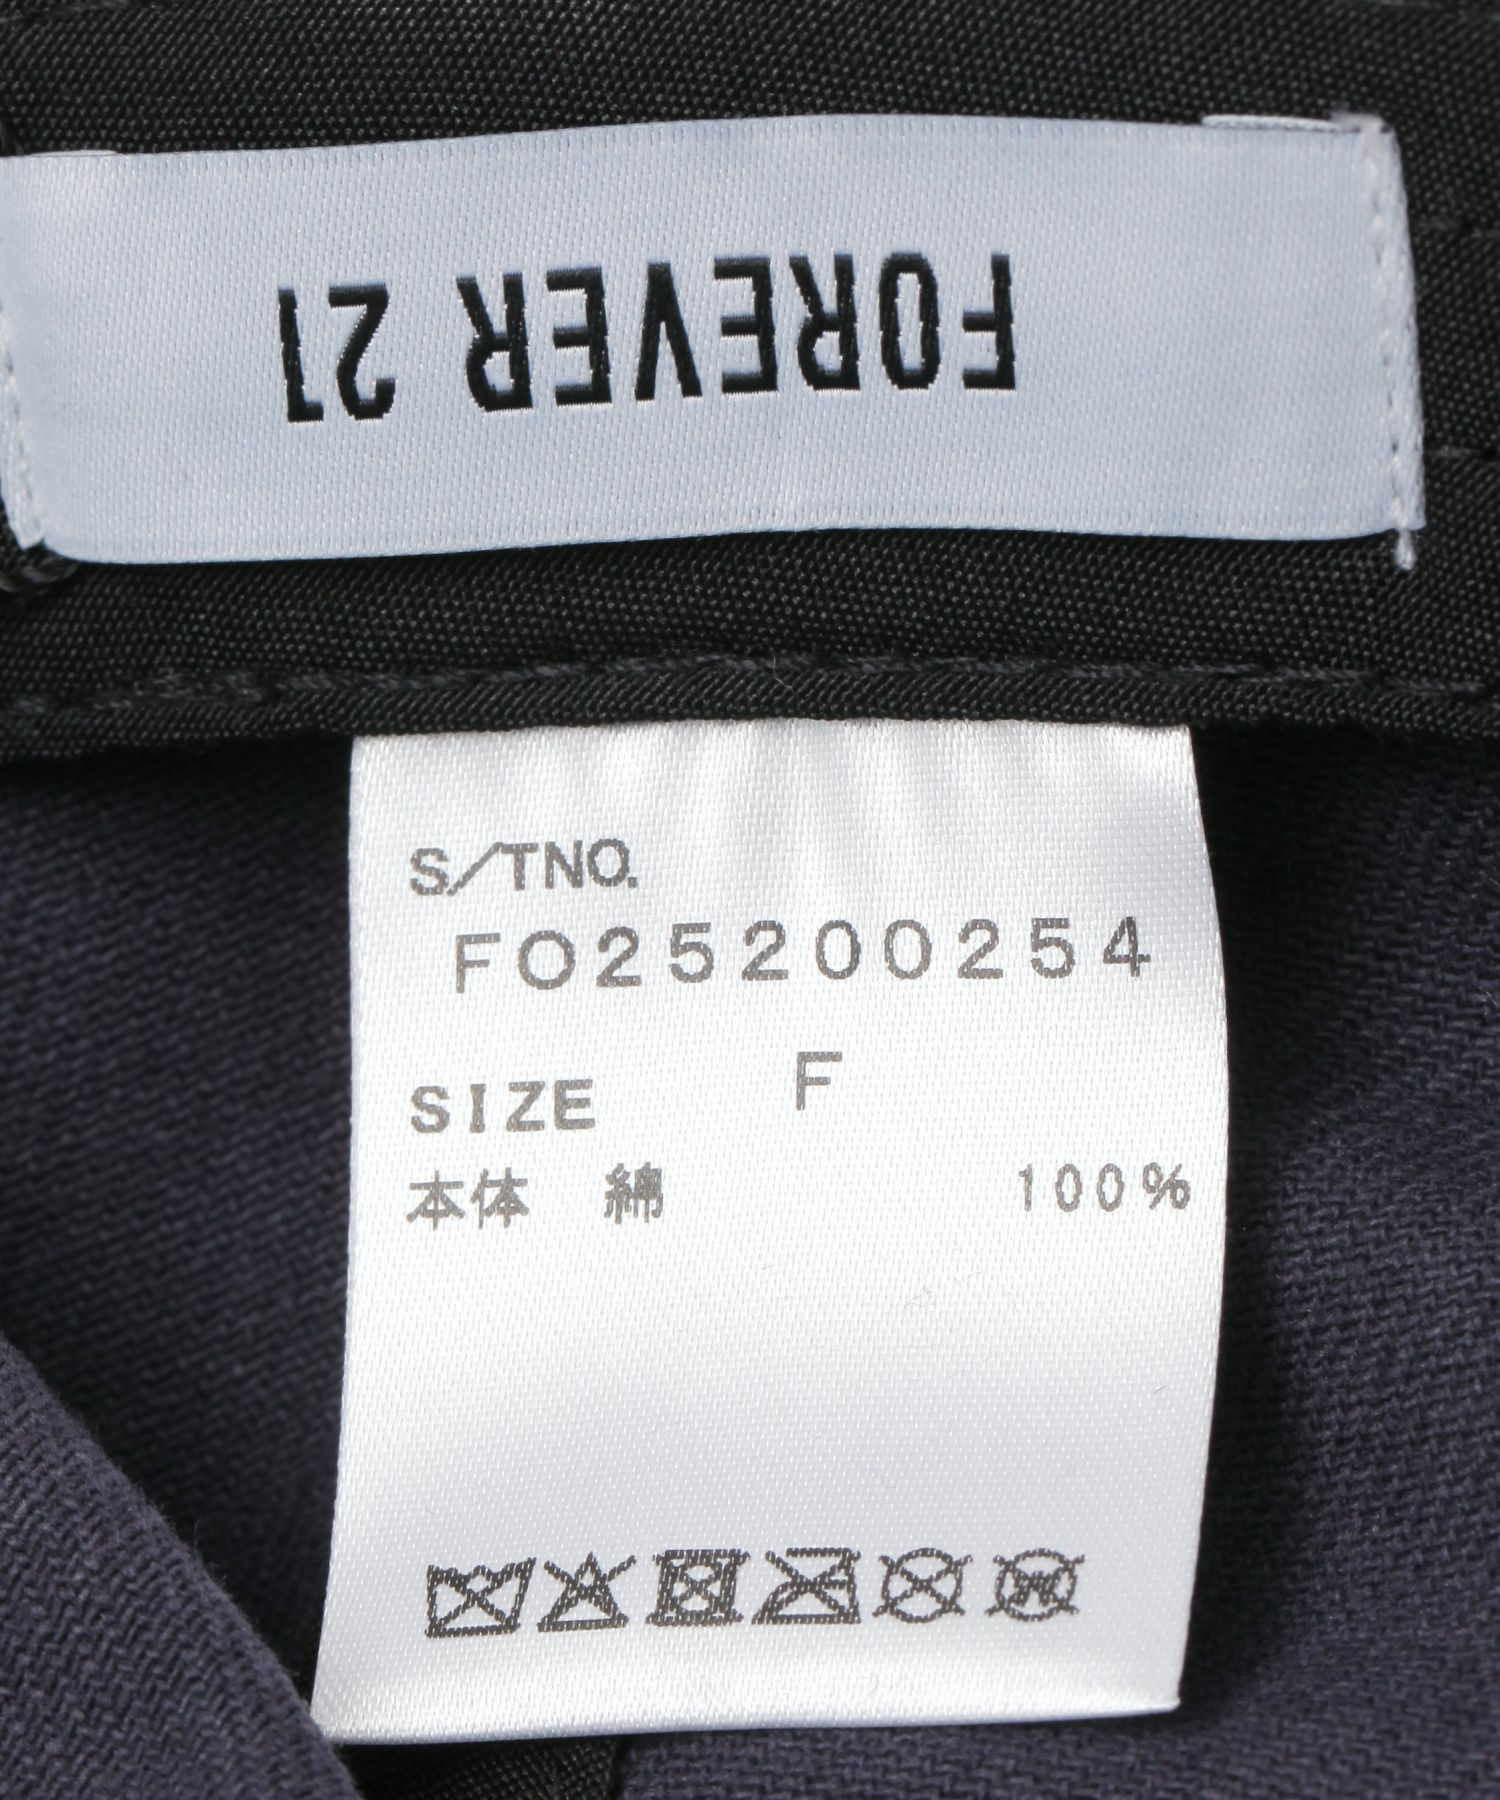 FOREVER 21
S/TNO.
FO25200254
SIZE F
本体 綿 100%
W